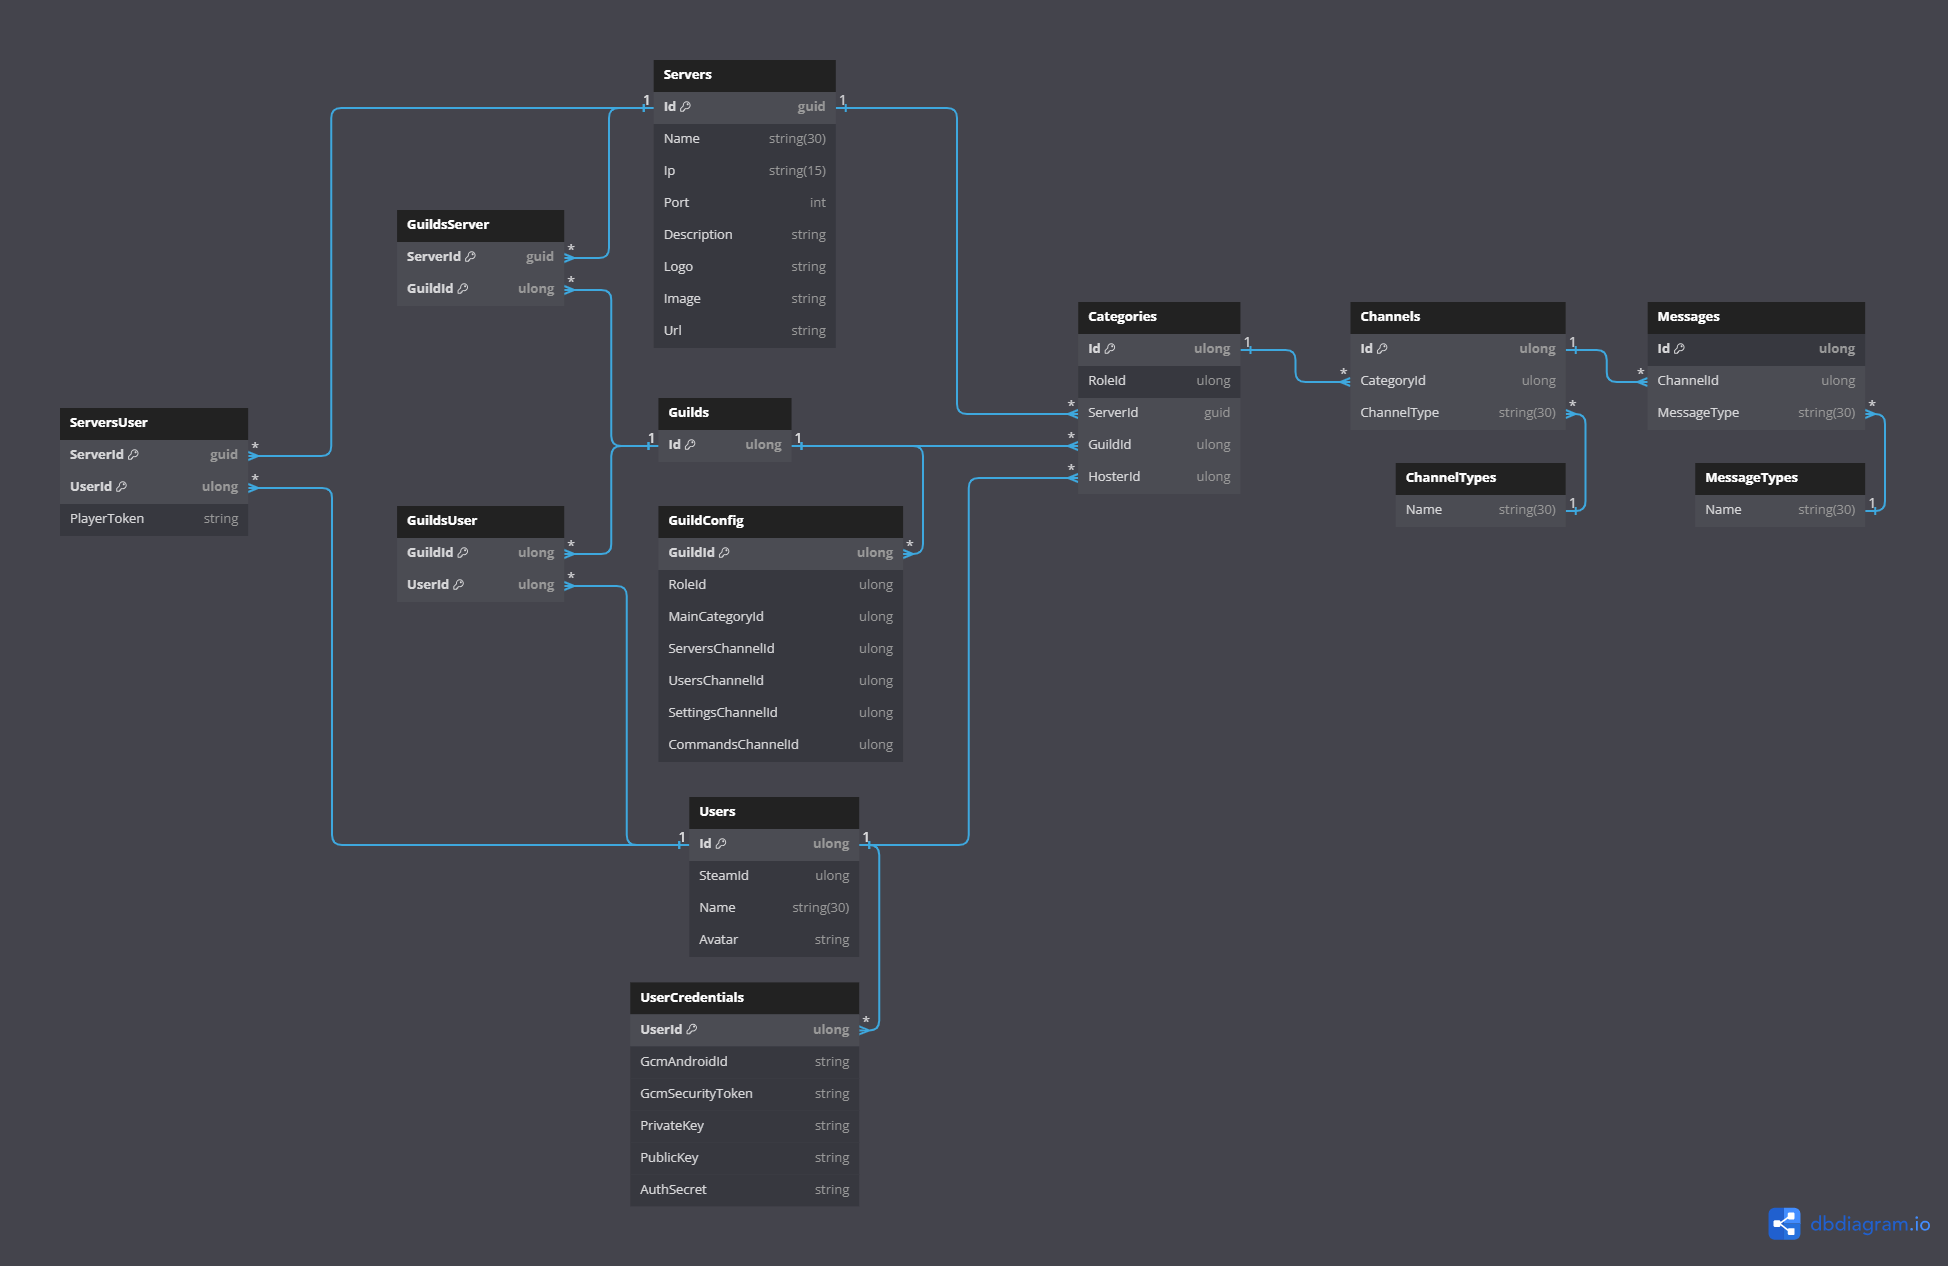 Servers
Id guid
Name string(30)
Ip string(15)
Port int
Description string
Logo string
Image string
Url string
GuildsServer
ServerId guid
GuildId ulong
ServersUser
ServerId guid
UserId ulong
PlayerToken string
Guilds
Id ulong
GuildsUser
GuildId ulong
UserId ulong
GuildConfig
GuildId ulong
RoleId ulong
MainCategoryId ulong
ServersChannelId ulong
UsersChannelId ulong
SettingsChannelId ulong
CommandsChannelId ulong
Users
Id ulong
SteamId ulong
Name string(30)
Avatar string
UserCredentials
UserId ulong
GcmAndroidId string
GcmSecurityToken string
PrivateKey string
PublicKey string
AuthSecret string
Categories
Id ulong
RoleId ulong
ServerId guid
GuildId ulong
HosterId ulong
Channels
Id ulong
CategoryId ulong
ChannelType string(30)
ChannelTypes
Name string(30)
Messages
Id ulong
ChannelId ulong
MessageType string(30)
MessageTypes
Name string(30)
1
1
*
*
*
*
1
1
*
*
*
1
1
*
*
*
*
1
*
*
1
1
*
*
1
dbdiagram.io